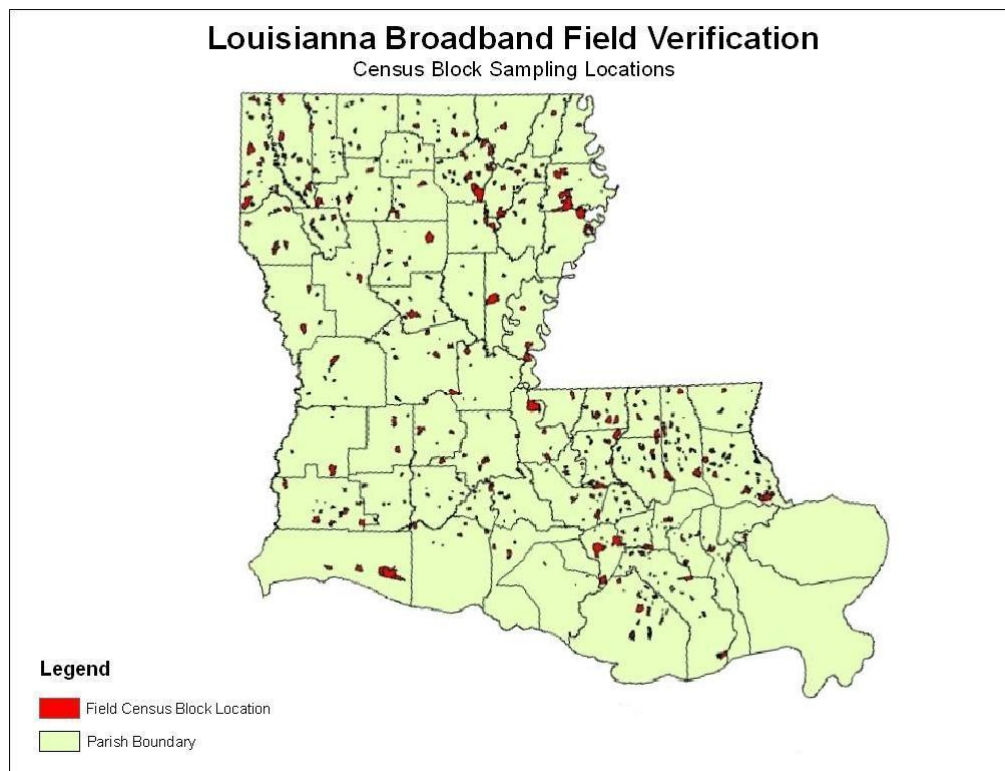 Louisianna Broadband Field Verification
Census Block Sampling Locations
Legend
Field Census Block Location
Parish Boundary